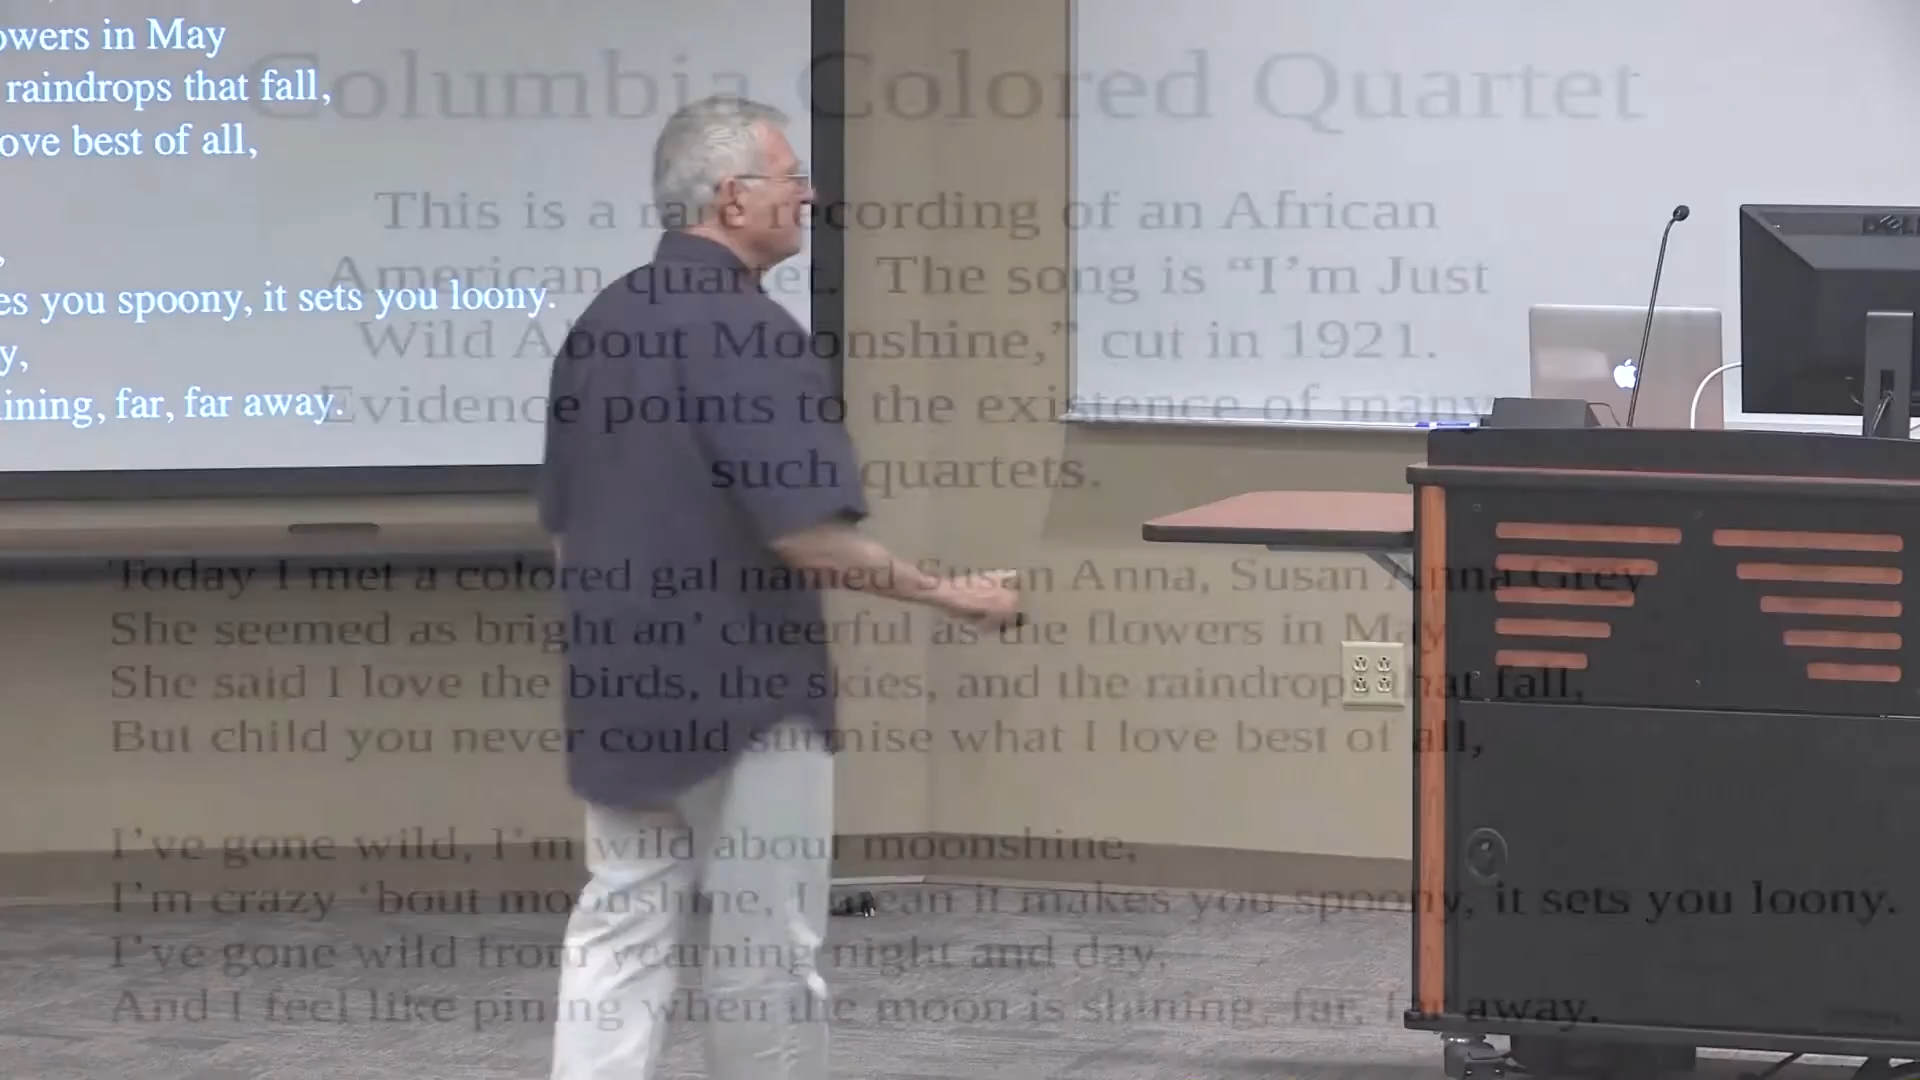 owers in May
raindrops that fall,
ove best of all,
es you spoony, it sets you loony.
y,
ining, far, far away.
Columbia Colored Quartet
This is a rare recording of an African
American quartet. The song is “I’m Just
Wild About Moonshine,” cut in 1921.
Evidence points to the existence of many
such quartets.
Today I met a colored gal named Susan Anna, Susan Anna Grey
She seemed as bright an’ cheerful as the flowers in May
She said I love the birds, the skies, and the raindrops that fall,
But child you never could surmise what I love best of all,
I’ve gone wild, I’m wild about moonshine,
I’m crazy ‘bout moonshine, I mean it makes you spoony, it sets you loony.
I’ve gone wild from yearning night and day,
And I feel like pining when the moon is shining, far, far away.
DELL